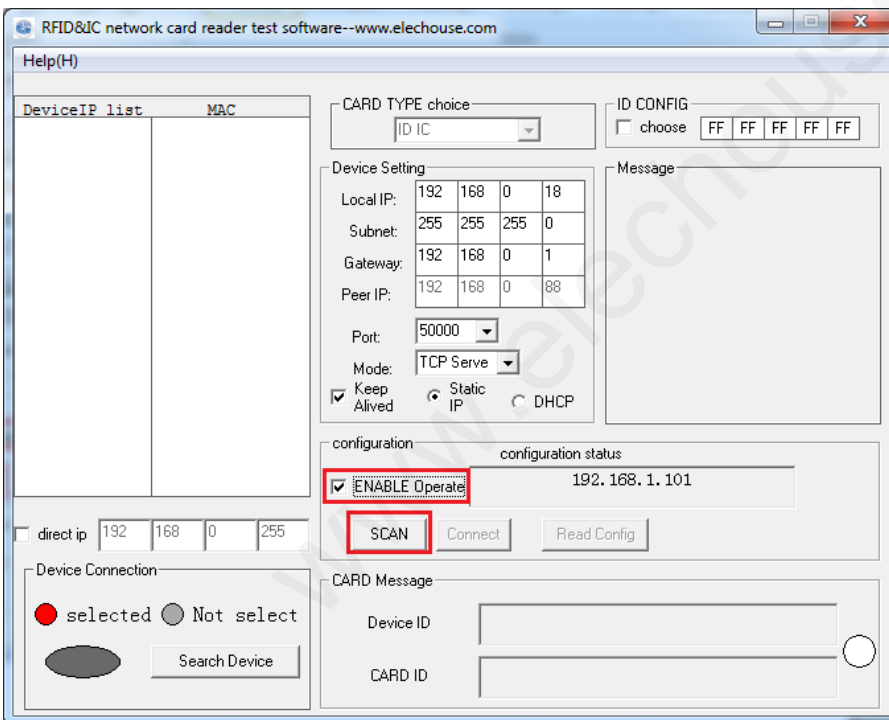 RFID&IC network card reader test software--www.elechouse.com
Help(H)
DeviceIP list MAC
CARD TYPE choice
ID IC
ID CONFIG
choose FF FF FF FF FF
Device Setting
Local IP: 192 168 0 18
Subnet: 255 255 255 0
Gateway: 192 168 0 1
Peer IP: 192 168 0 88
Port: 50000
Mode: TCP Serve
Keep Alived Static IP DHCP
Message
configuration
configuration status
ENABLE Operate 192.168.1.101
SCAN Connect Read Config
direct ip 192 168 0 255
Device Connection
selected Not select
Search Device
CARD Message
Device ID
CARD ID
www.elechouse